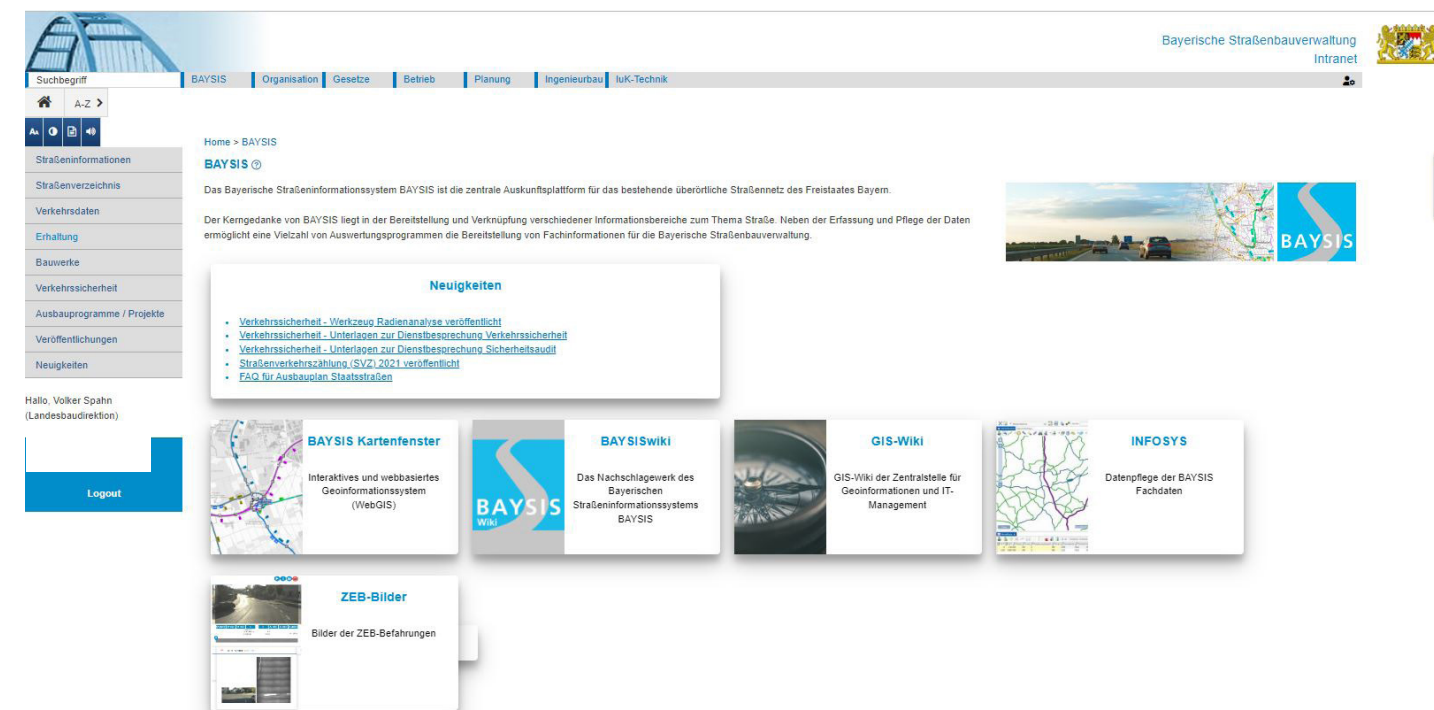 Bayerische Straßenbauverwaltung
Intranet
Suchbegriff
BAYSIS
Organisation
Gesetze
Betrieb
Planung
Ingenieurbau
IuK-Technik
A-Z
Home > BAYSIS
BAYSIS
Straßeninformationen
Straßenverzeichnis
Verkehrsdaten
Erhaltung
Bauwerke
Verkehrssicherheit
Ausbauprogramme / Projekte
Veröffentlichungen
Neuigkeiten
Hallo, Volker Spahn
(Landesbaudirektion)
Logout
Das Bayerische Straßeninformationssystem BAYSIS ist die zentrale Auskunftsplattform für das bestehende überörtliche Straßennetz des Freistaates Bayern.
Der Kerngedanke von BAYSIS liegt in der Bereitstellung und Verknüpfung verschiedener Informationsbereiche zum Thema Straße. Neben der Erfassung und Pflege der Daten
ermöglicht eine Vielzahl von Auswertungsprogrammen die Bereitstellung von Fachinformationen für die Bayerische Straßenbauverwaltung.
BAYSIS
Neuigkeiten
Verkehrssicherheit - Werkzeug Radienanalyse veröffentlicht
Verkehrssicherheit - Unterlagen zur Dienstbesprechung Verkehrssicherheit
Verkehrssicherheit - Unterlagen zur Dienstbesprechung Sicherheitsaudit
Straßenverkehrszählung (SVZ) 2021 veröffentlicht
FAQ für Ausbauplan Staatsstraßen
BAYSIS Kartenfenster
Interaktives und webbasiertes
Geoinformationssystem
(WebGIS)
BAYSIS
Wiki
BAYSISwiki
Das Nachschlagewerk des
Bayerischen
Straßeninformationssystems
BAYSIS
GIS-Wiki
GIS-Wiki der Zentralstelle für
Geoinformationen und IT-
Management
INFOSYS
Datenpflege der BAYSIS
Fachdaten
ZEB-Bilder
Bilder der ZEB-Befahrungen